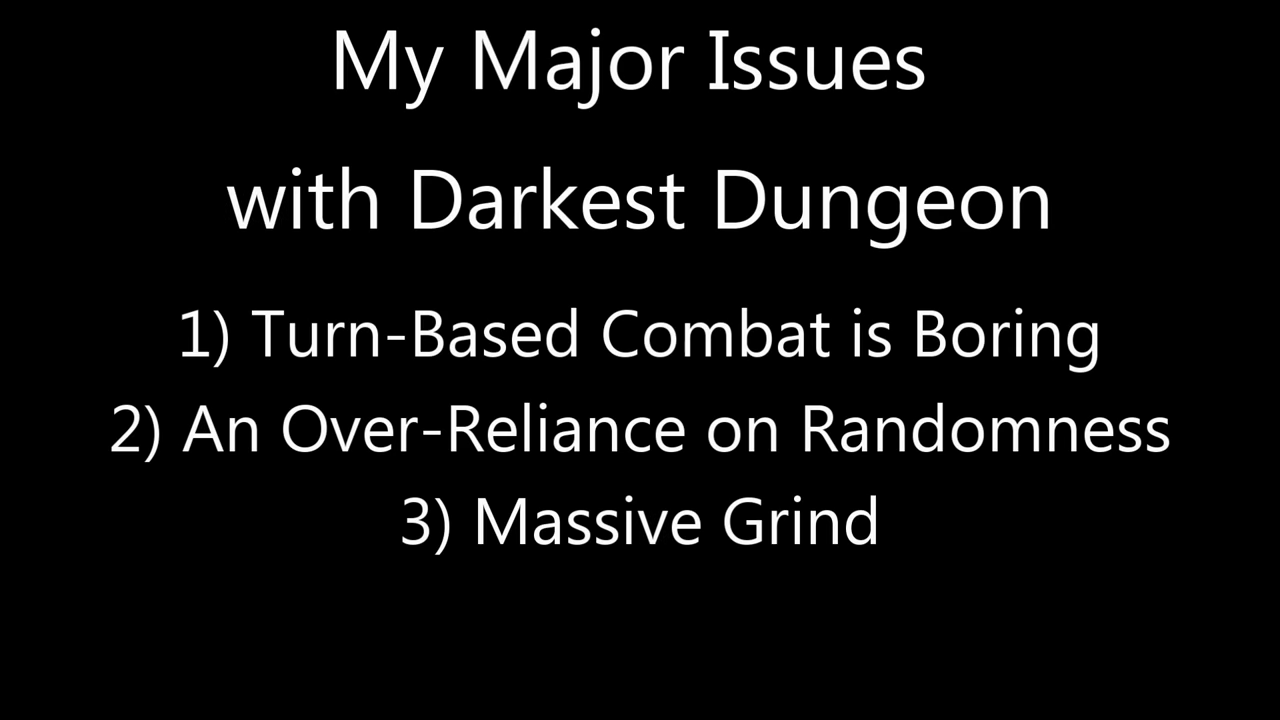 My Major Issues
with Darkest Dungeon
1) Turn-Based Combat is Boring
2) An Over-Reliance on Randomness
3) Massive Grind